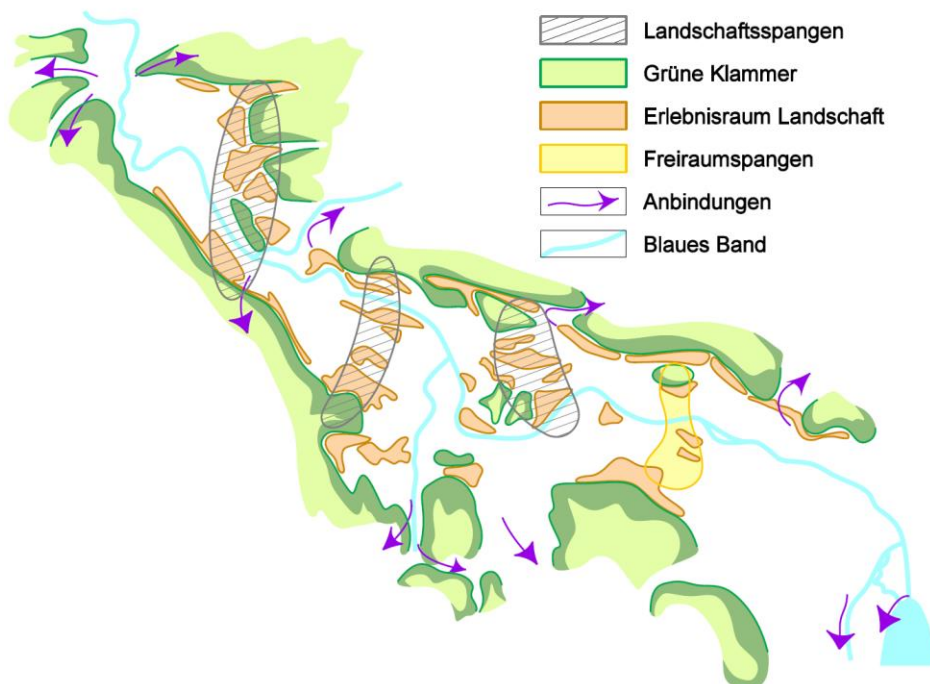 Landschaftsspangen
Grüne Klammer
Erlebnisraum Landschaft
Freiraumspangen
Anbindungen
Blaues Band